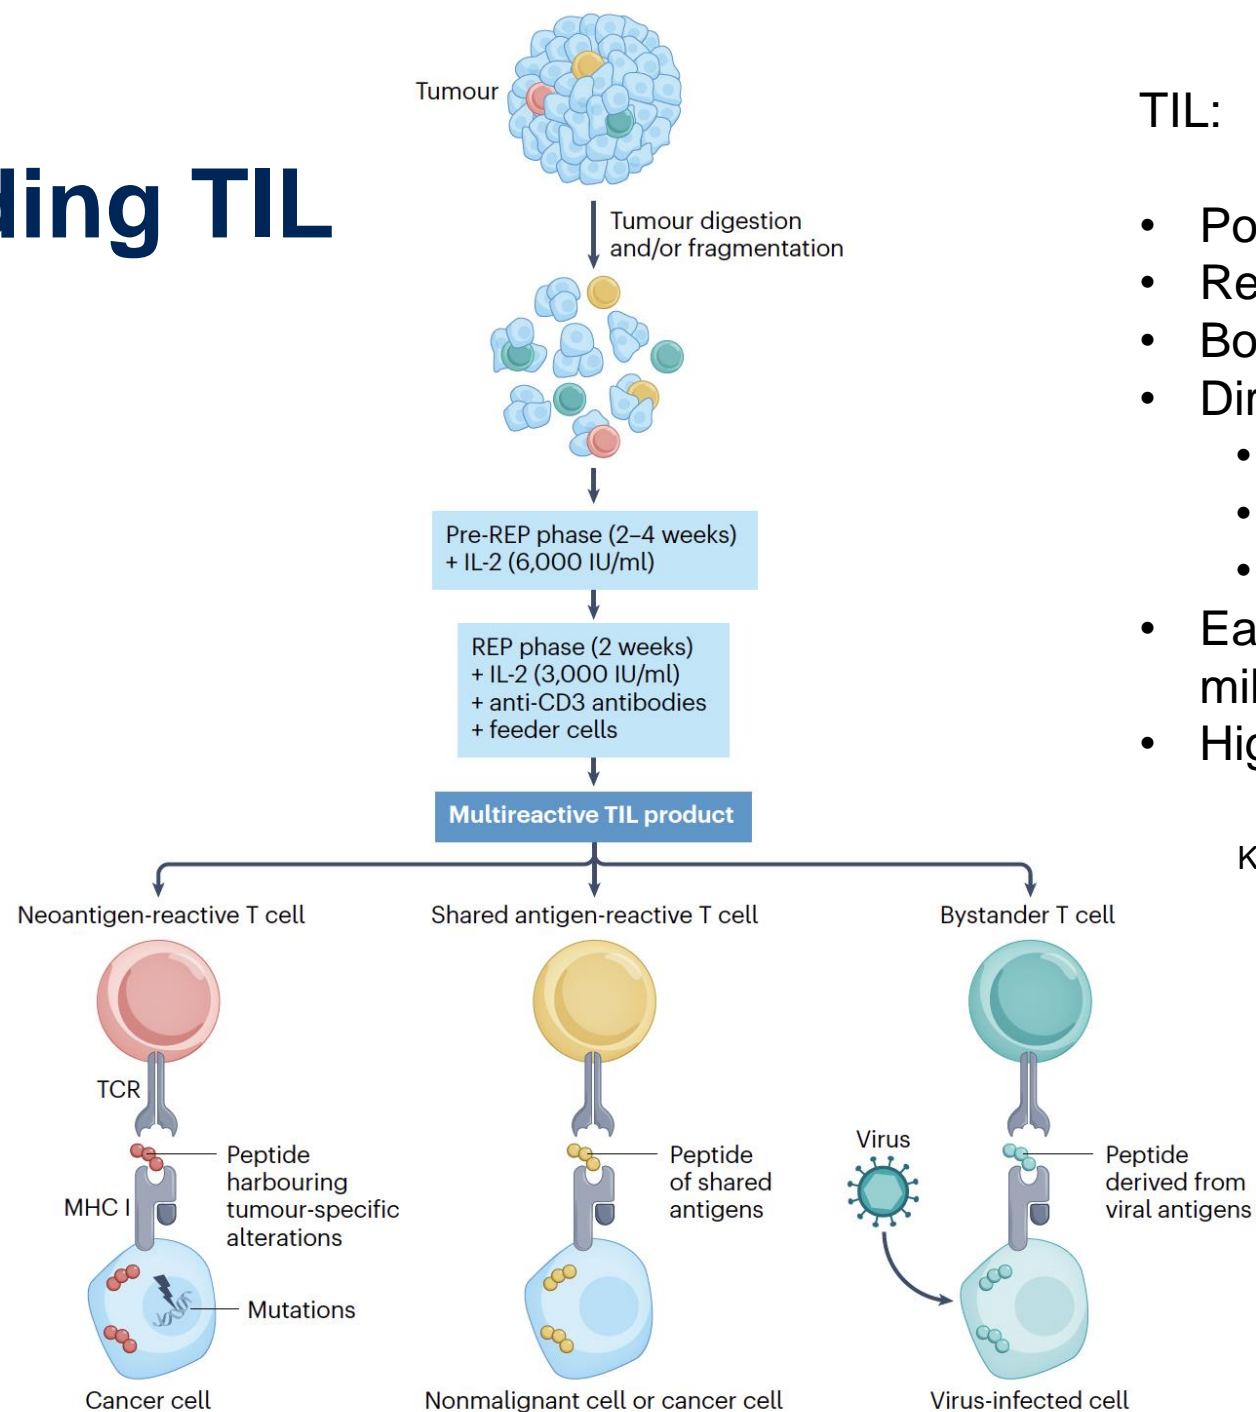 ding TIL
Tumour
Tumour digestion
and/or fragmentation
Pre-REP phase (2–4 weeks)
+ IL-2 (6,000 IU/ml)
REP phase (2 weeks)
+ IL-2 (3,000 IU/ml)
+ anti-CD3 antibodies
+ feeder cells
Multireactive TIL product
Neoantigen-reactive T cell
TCR
Peptide
harbouring
tumour-specific
alterations
MHC I
Mutations
Cancer cell
Shared antigen-reactive T cell
Peptide
of shared
antigens
Nonmalignant cell or cancer cell
Bystander T cell
Virus
Peptide
derived from
viral antigens
Virus-infected cell
TIL:
• Po
• Re
• Bo
• Dir
•
•
•
• Ea
mil
• Hig
K